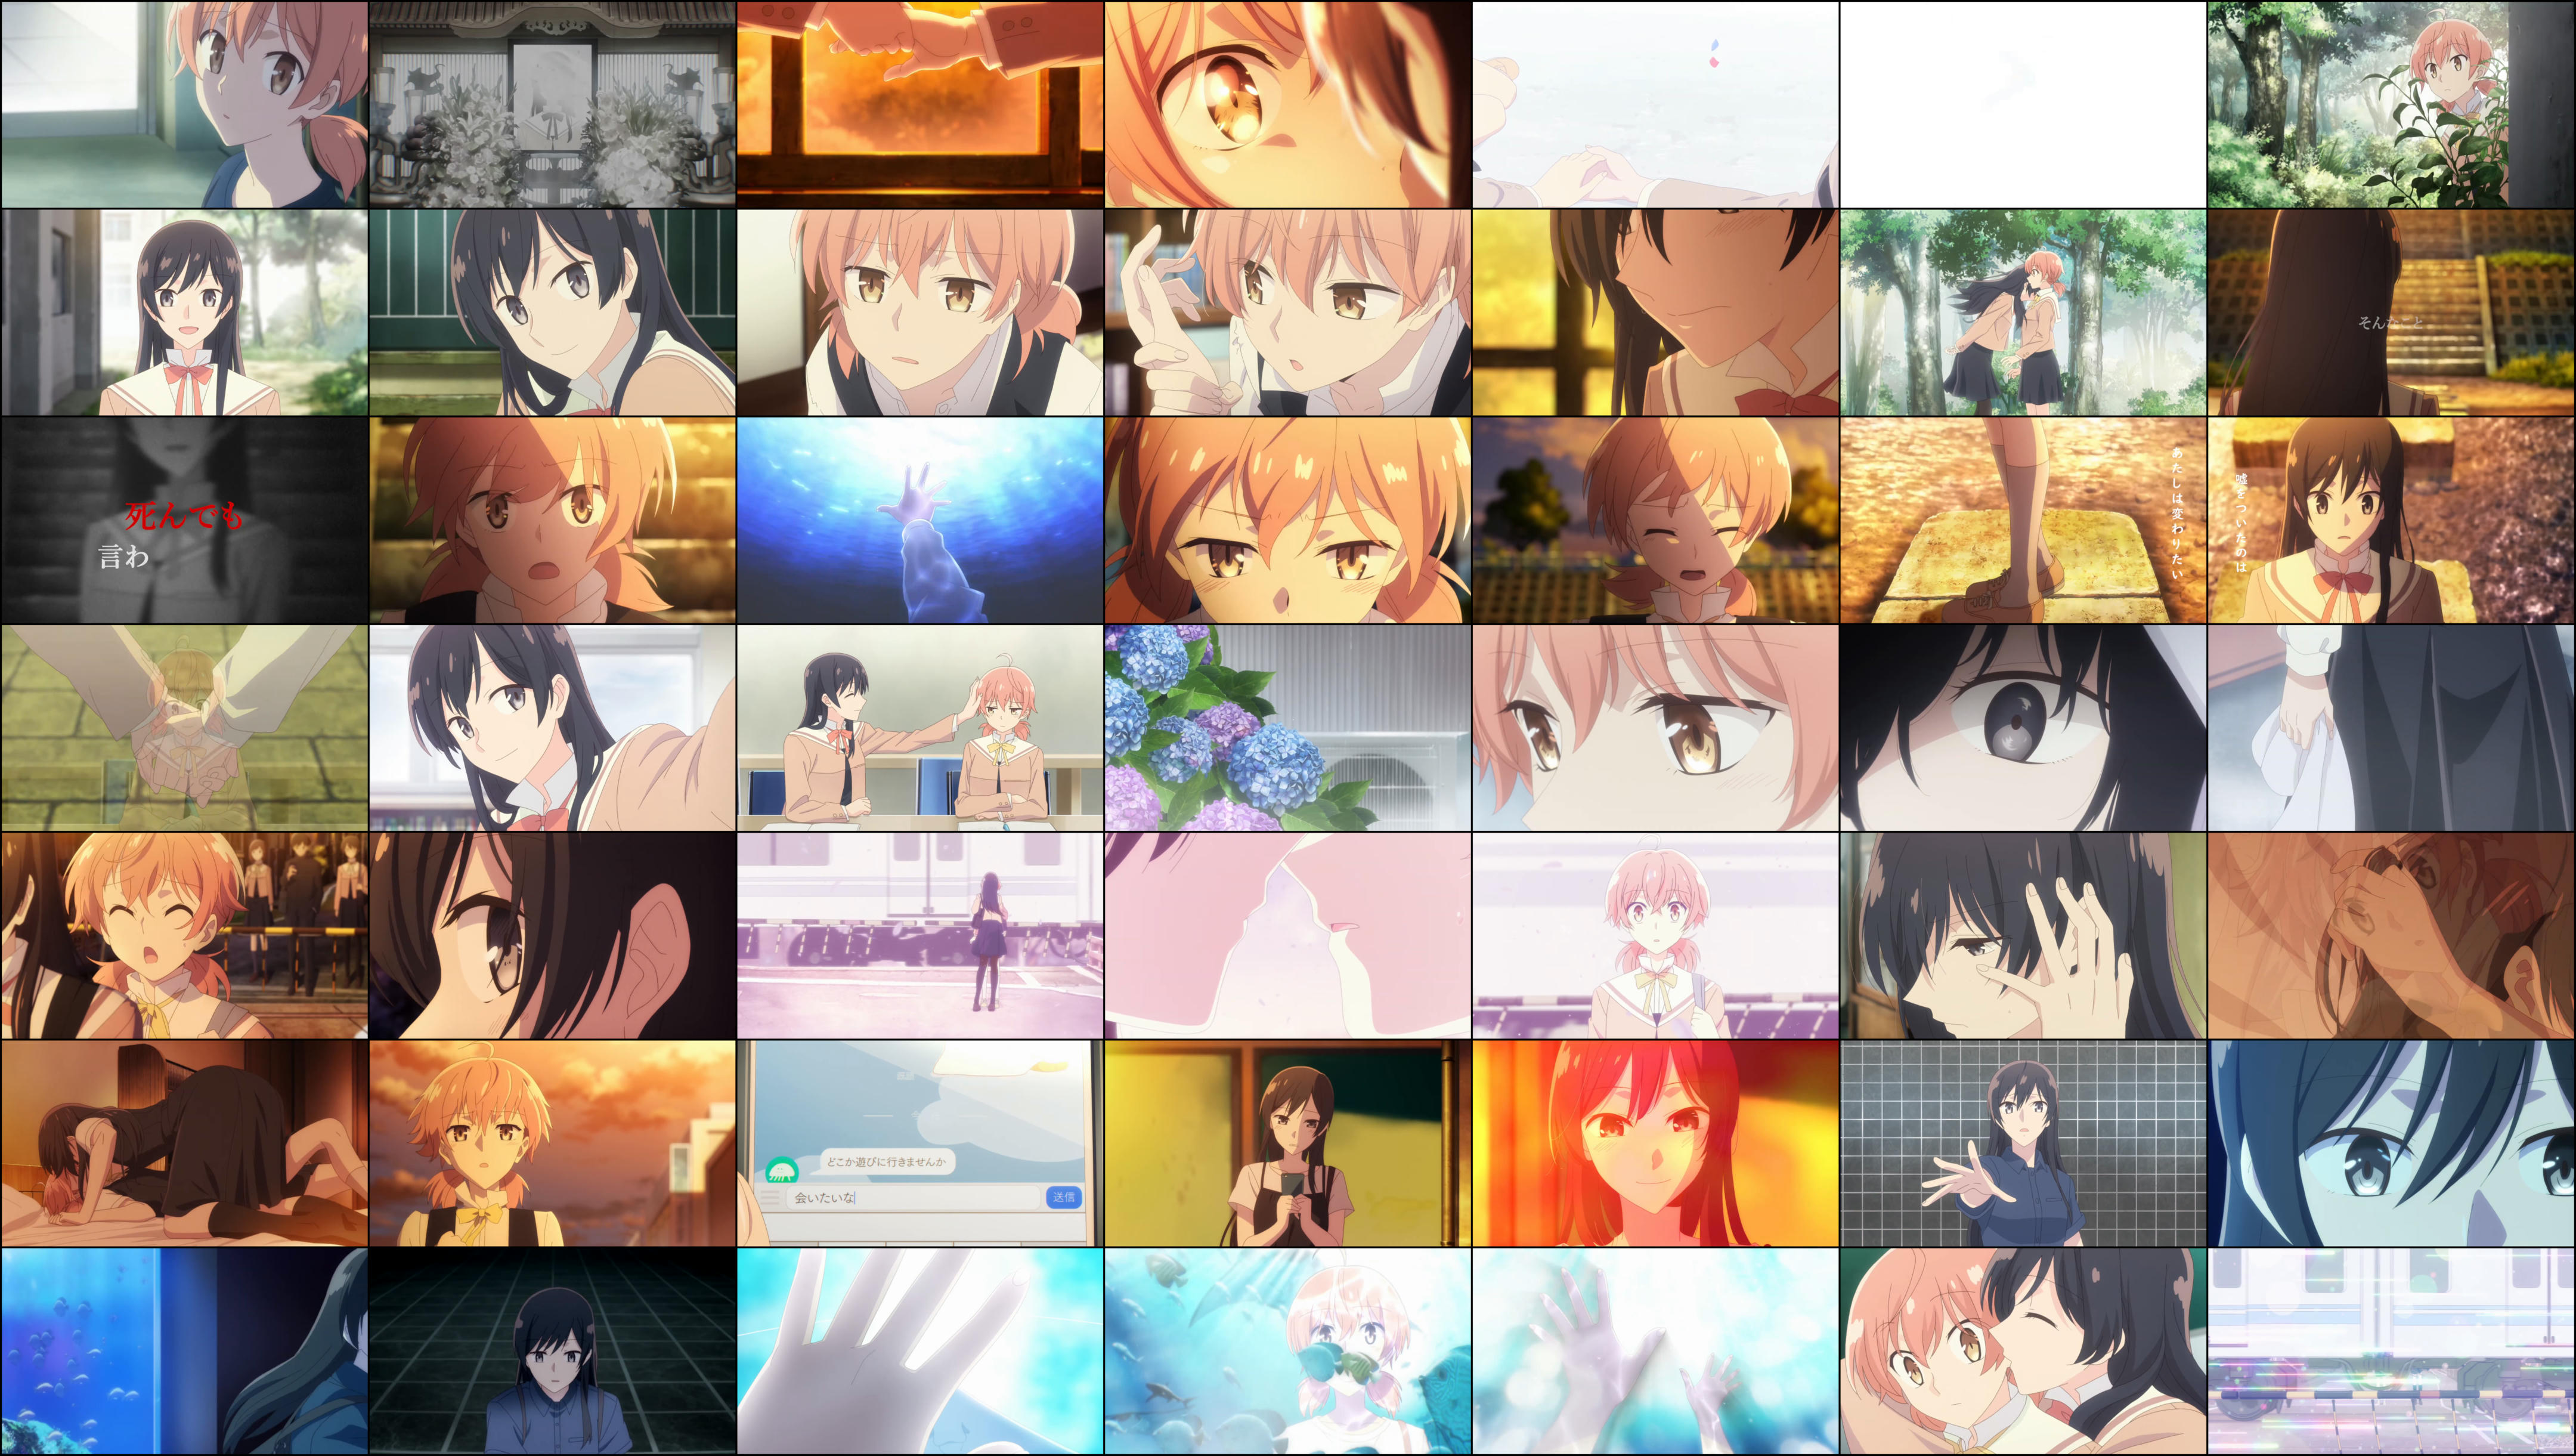 そんなこと
死んでも
言わ
あたしは変わりたい
嘘をついたのは
どこか遊びに行きませんか
会いたいな
送信